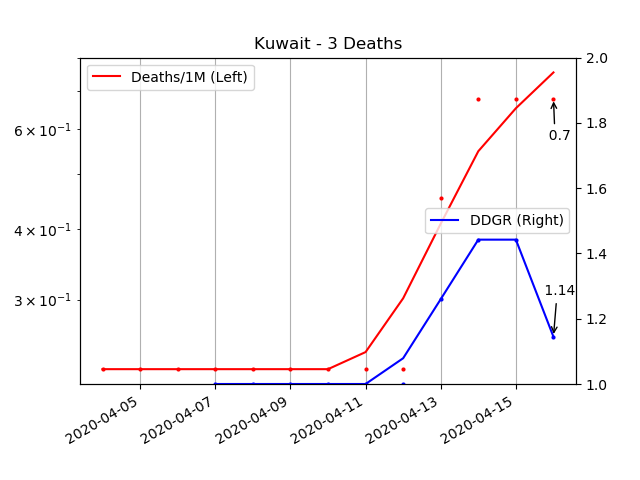 Kuwait - 3 Deaths
Deaths/1M (Left)
DDGR (Right)
6 × 10⁻¹
4 × 10⁻¹
3 × 10⁻¹
2.0
1.8
1.6
1.4
1.2
1.0
0.7
1.14
2020-04-05
2020-04-07
2020-04-09
2020-04-11
2020-04-13
2020-04-15